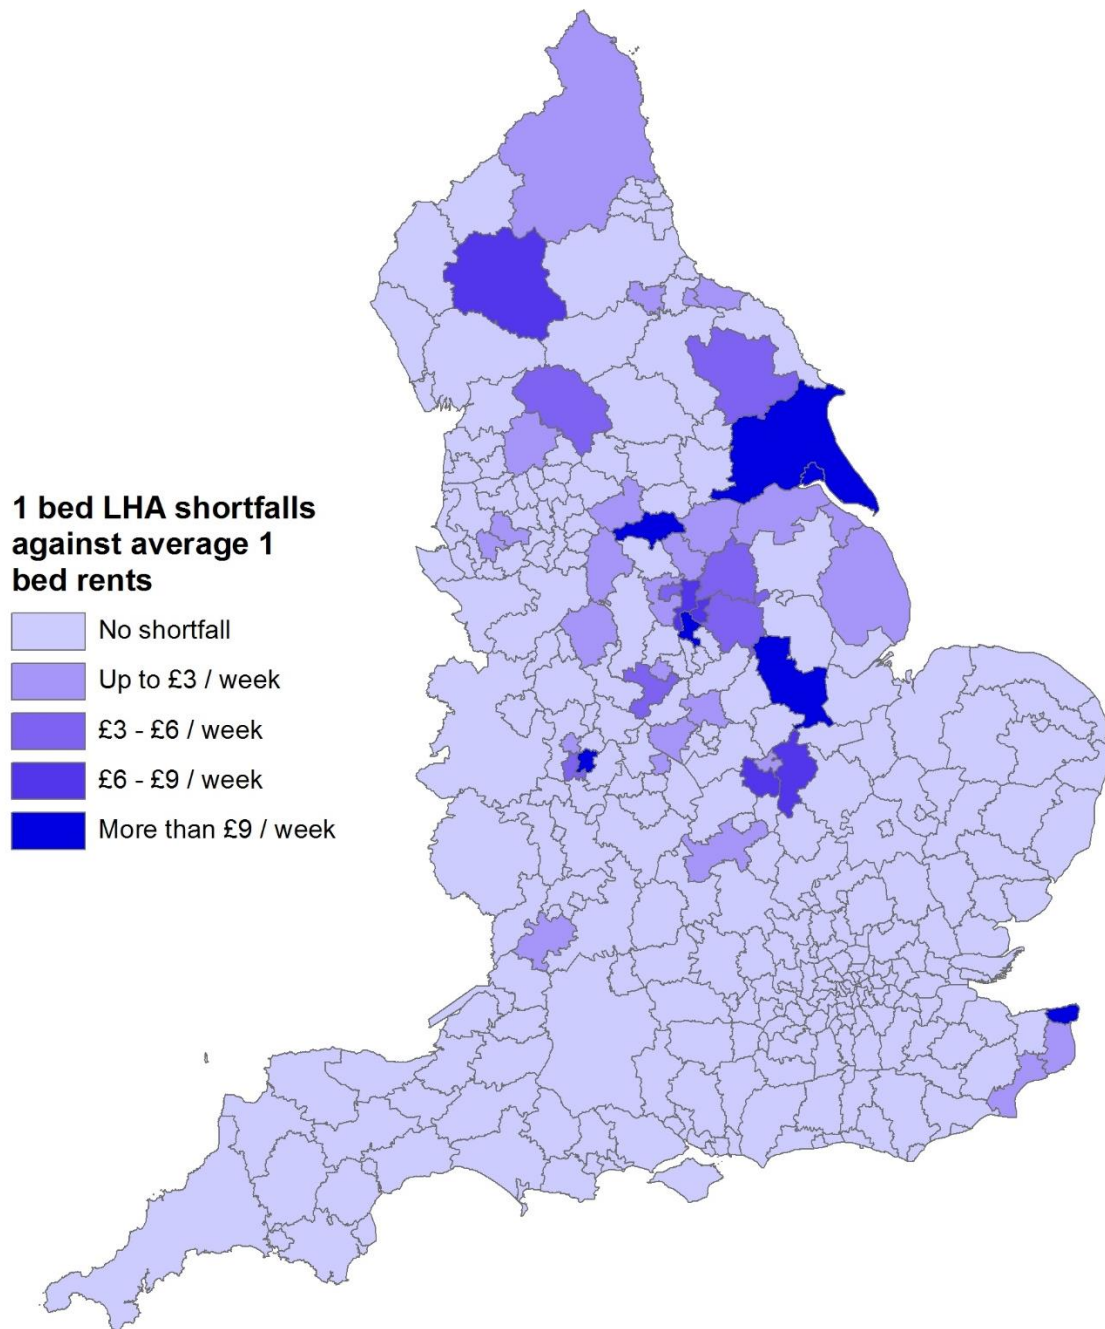 1 bed LHA shortfalls
against average 1
bed rents
No shortfall
Up to £3 / week
£3 - £6 / week
£6 - £9 / week
More than £9 / week